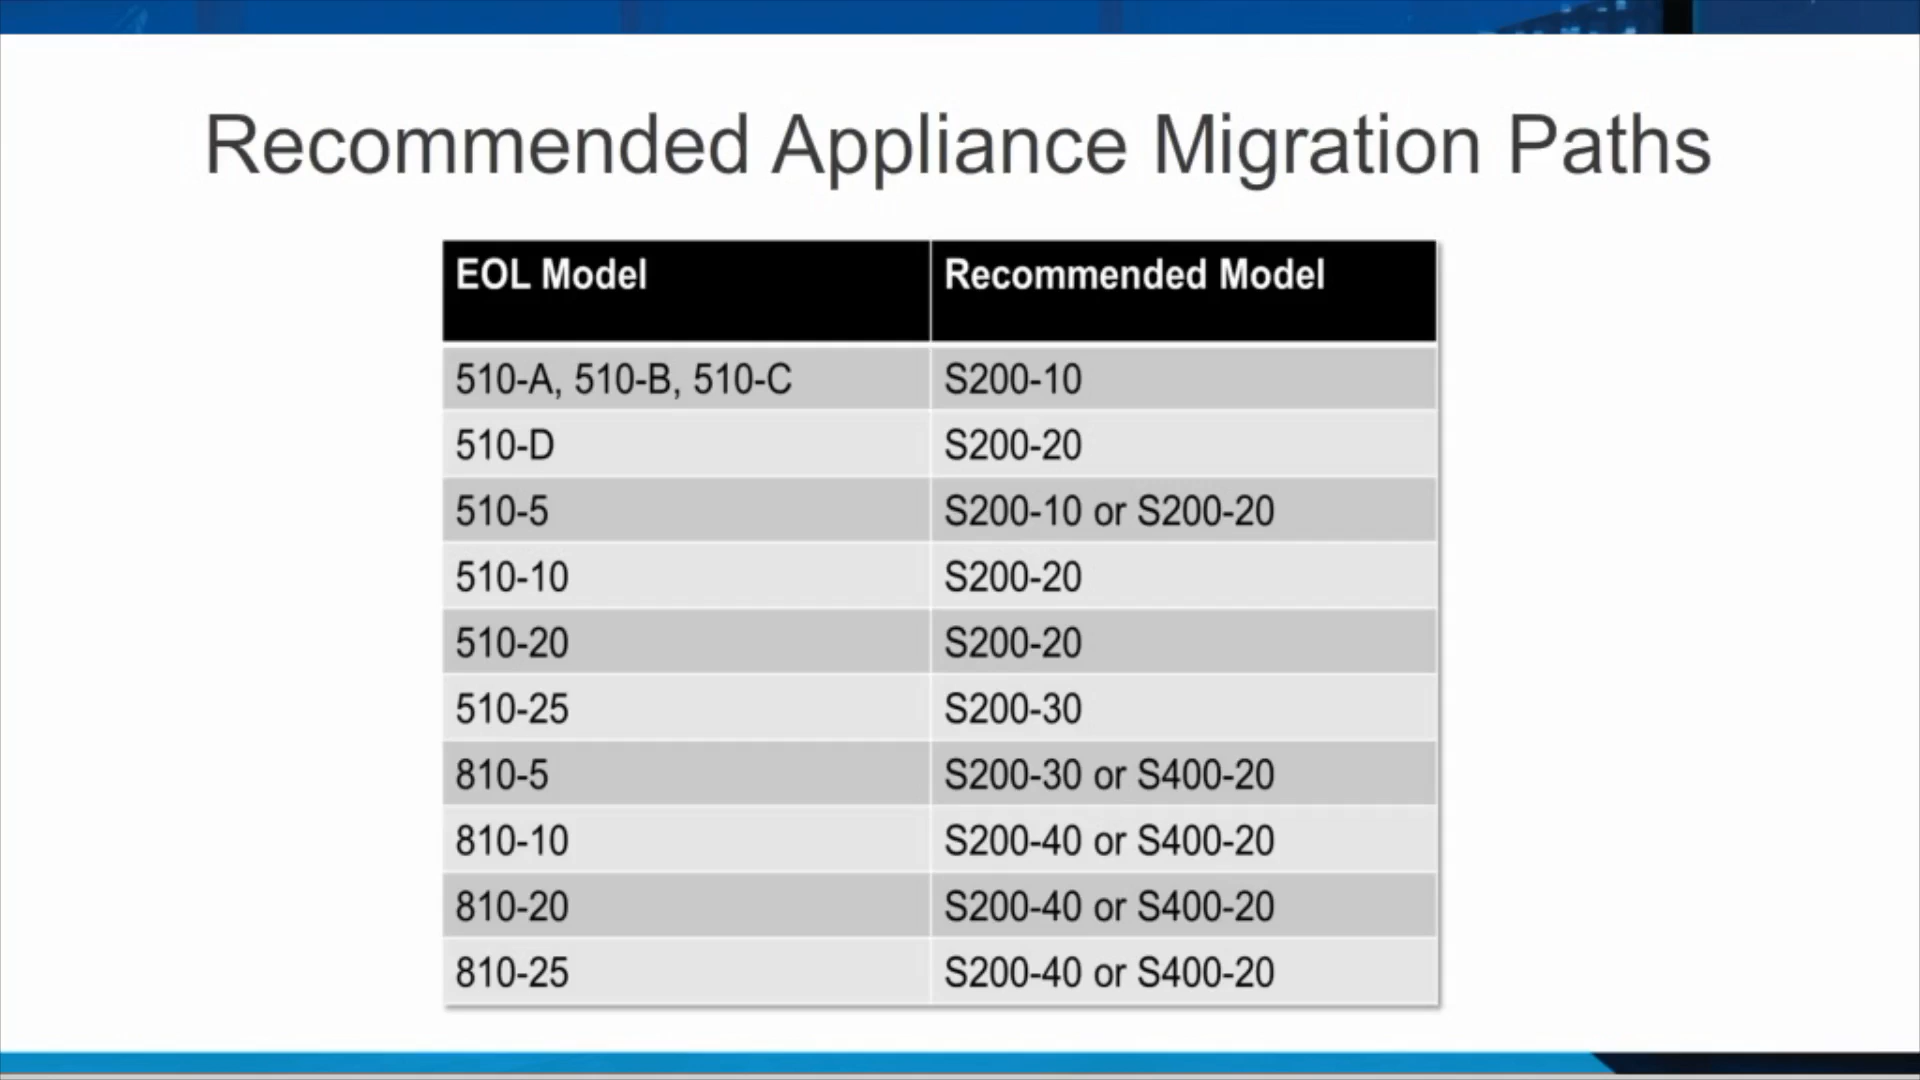 Recommended Appliance Migration Paths
EOL Model Recommended Model
510-A, 510-B, 510-C S200-10
510-D S200-20
510-5 S200-10 or S200-20
510-10 S200-20
510-20 S200-20
510-25 S200-30
810-5 S200-30 or S400-20
810-10 S200-40 or S400-20
810-20 S200-40 or S400-20
810-25 S200-40 or S400-20